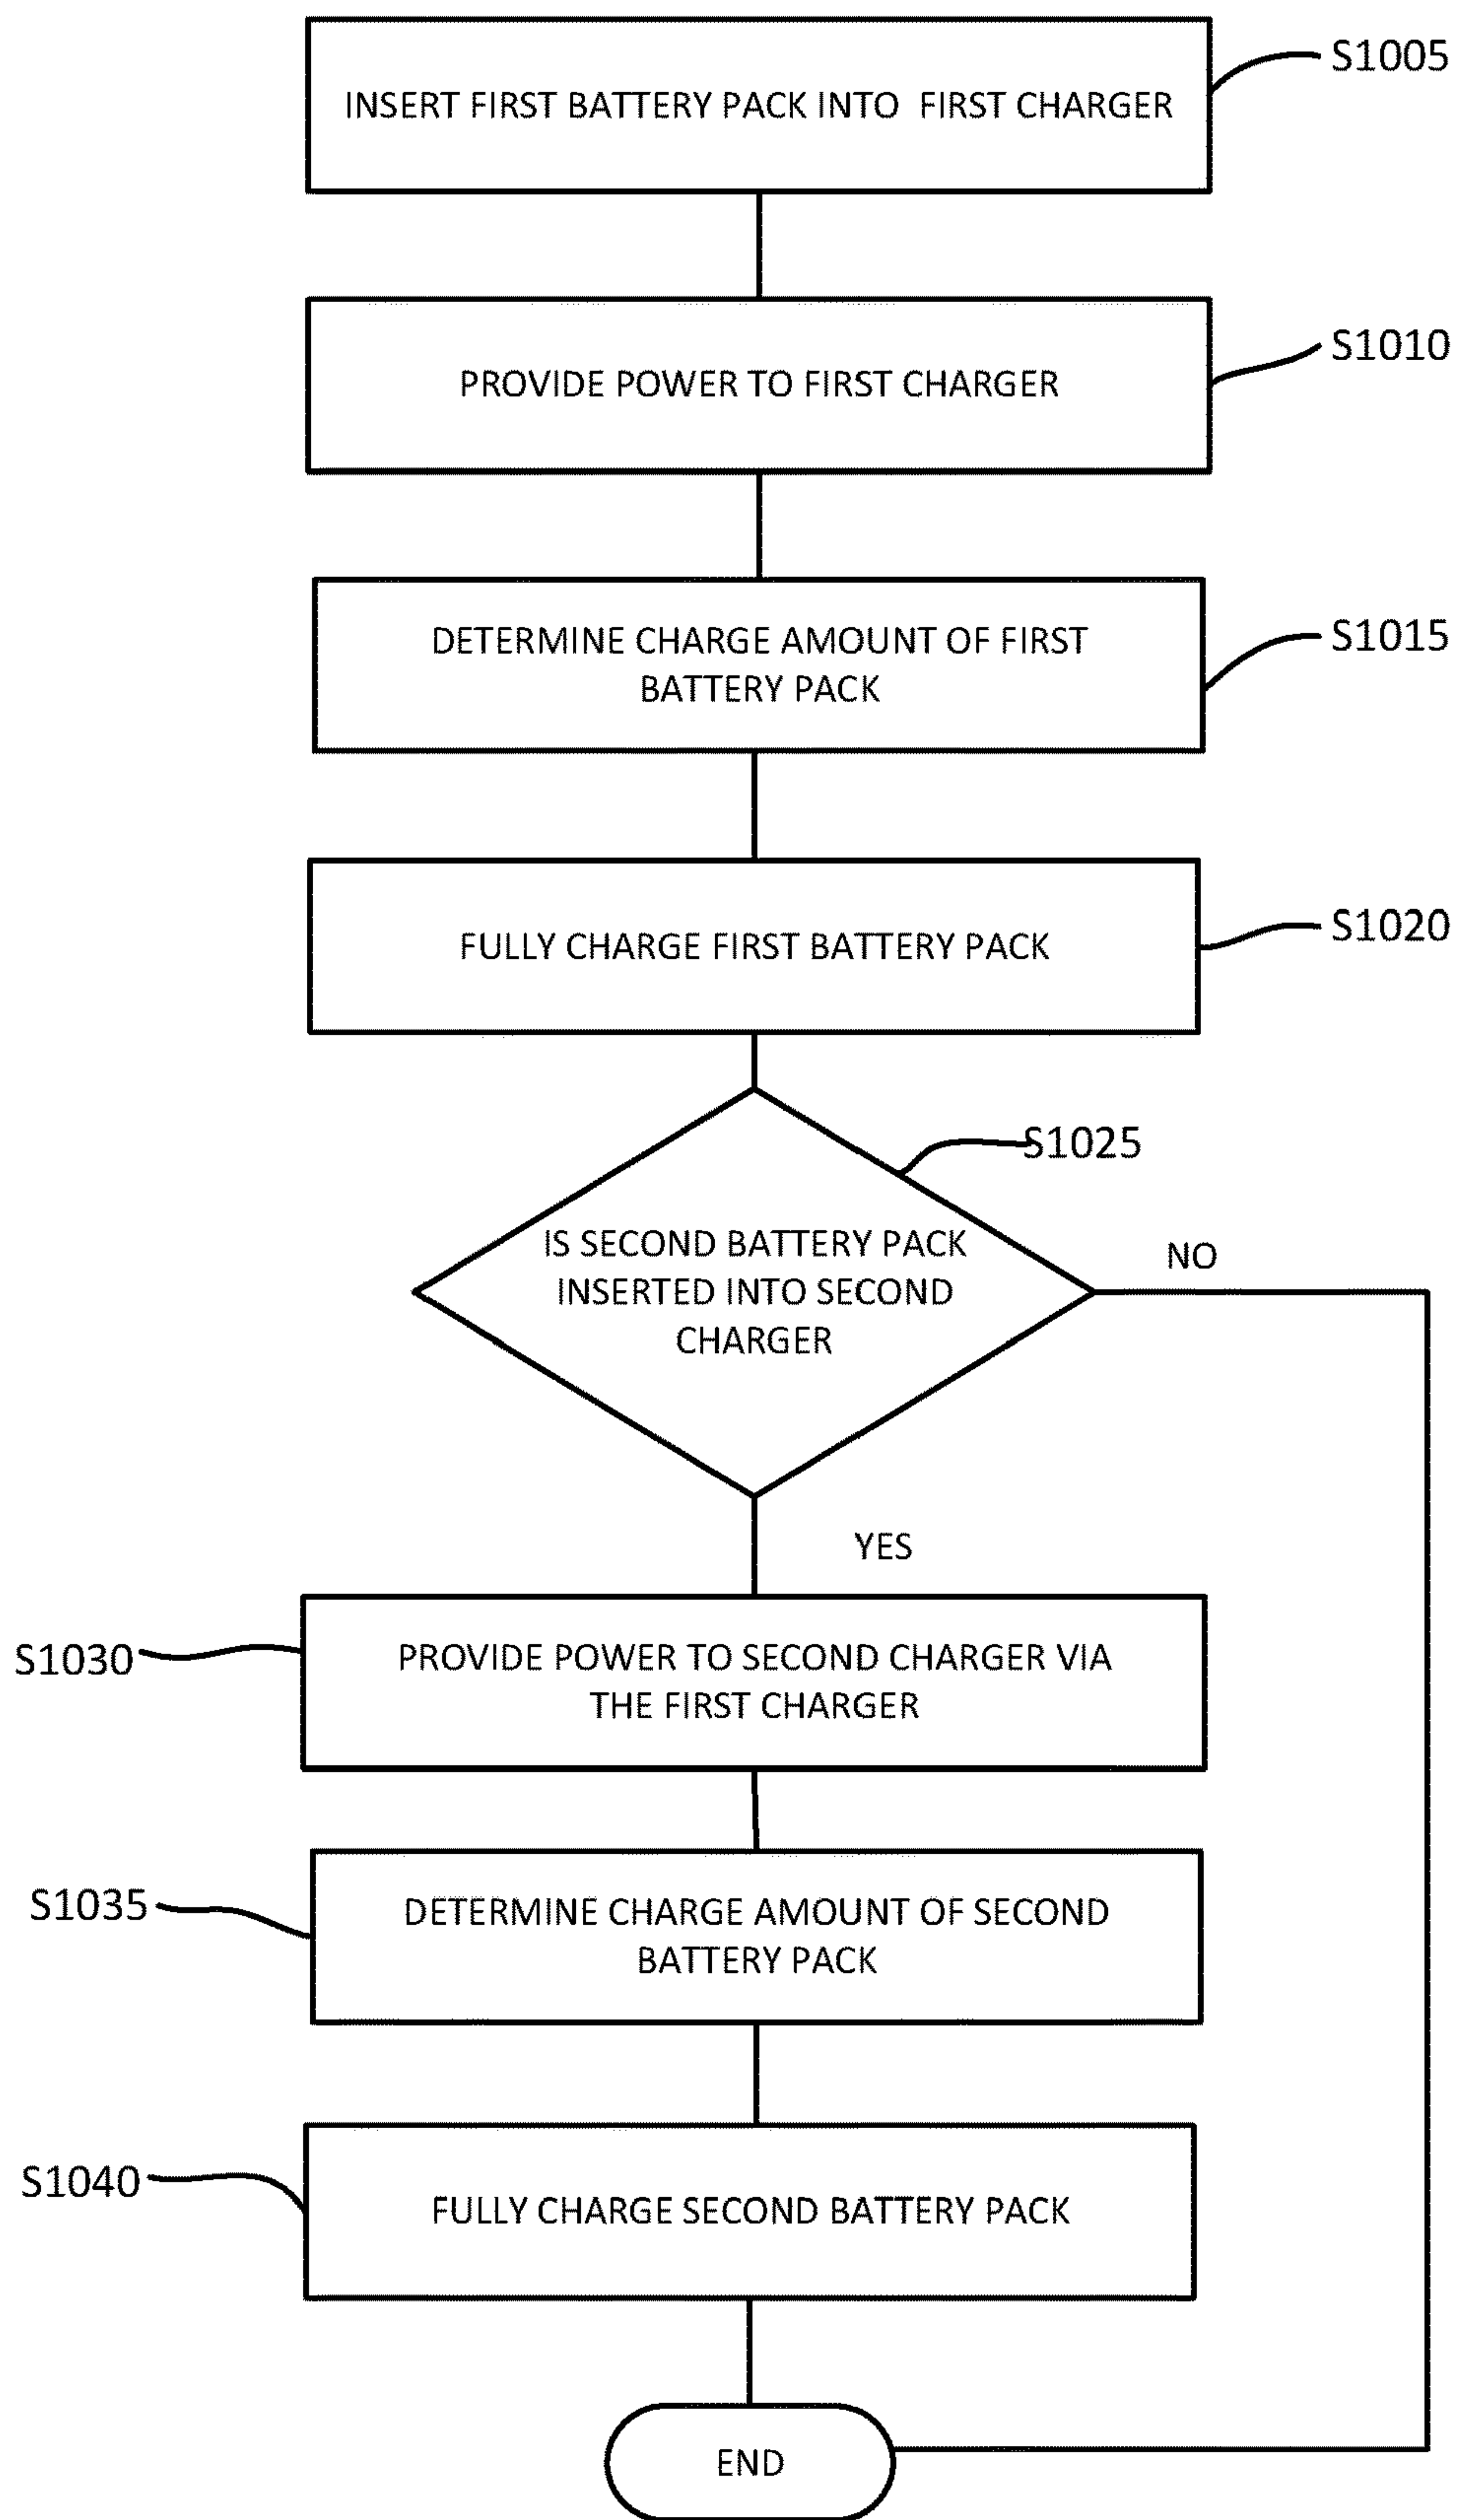 INSERT FIRST BATTERY PACK INTO FIRST CHARGER
S1005
PROVIDE POWER TO FIRST CHARGER
S1010
DETERMINE CHARGE AMOUNT OF FIRST
BATTERY PACK
S1015
FULLY CHARGE FIRST BATTERY PACK
S1020
S1025
IS SECOND BATTERY PACK
INSERTED INTO SECOND
CHARGER
NO
YES
S1030
PROVIDE POWER TO SECOND CHARGER VIA
THE FIRST CHARGER
S1035
DETERMINE CHARGE AMOUNT OF SECOND
BATTERY PACK
S1040
FULLY CHARGE SECOND BATTERY PACK
END